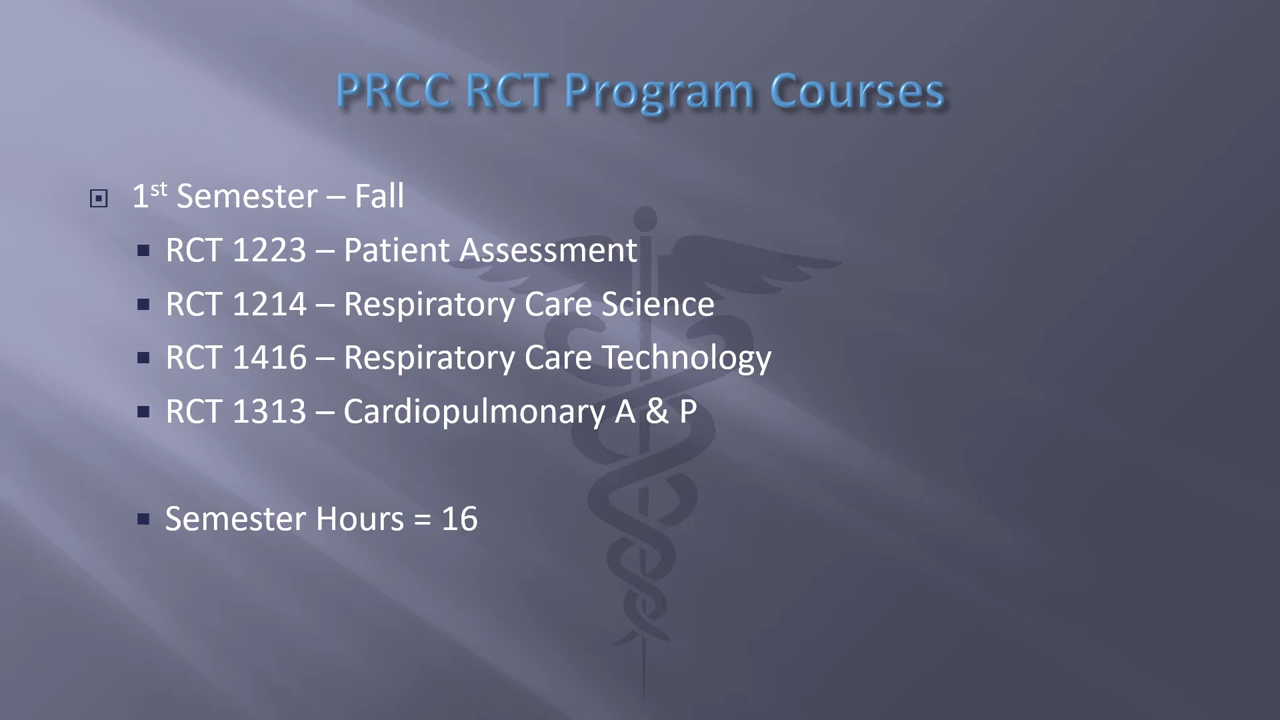 PRCC RCT Program Courses
1st Semester – Fall
RCT 1223 – Patient Assessment
RCT 1214 – Respiratory Care Science
RCT 1416 – Respiratory Care Technology
RCT 1313 – Cardiopulmonary A & P
Semester Hours = 16